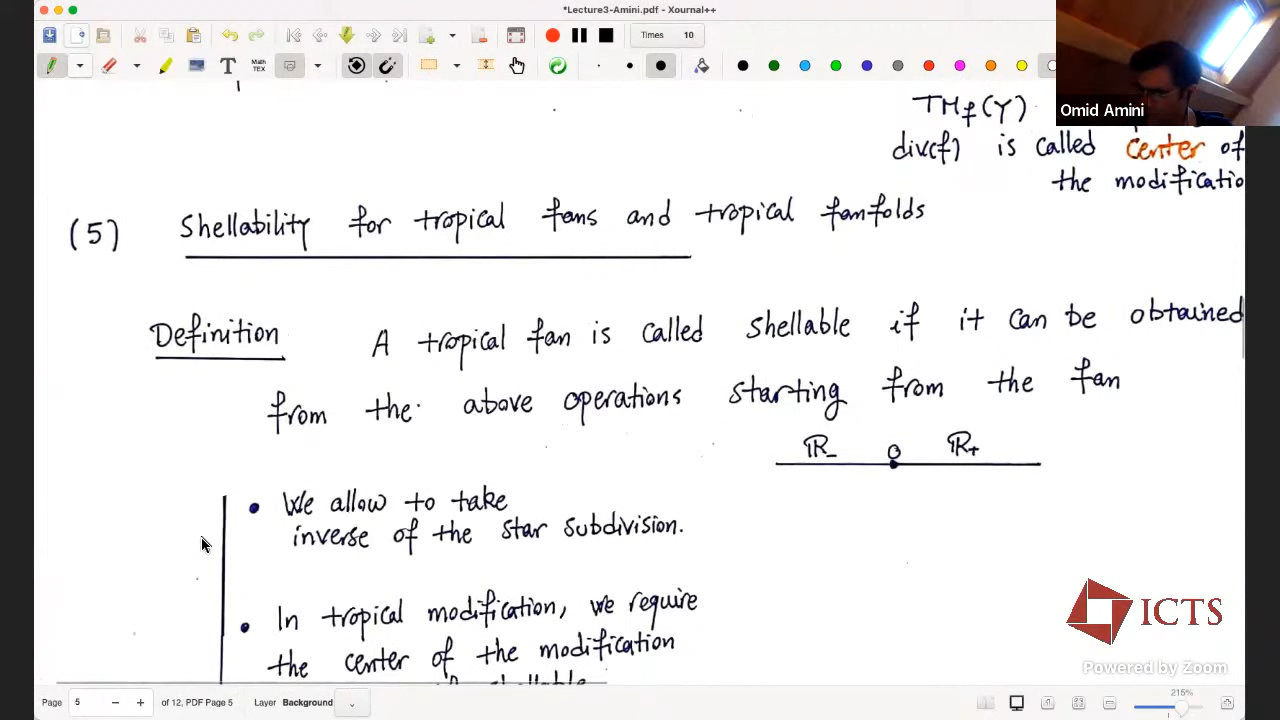 *Lecture3-Amini.pdf - Xournal++
Times 10
Omid Amini
TM_f(Y)
div(f) is called center of
the modificatio
(5) Shellability for tropical fans and tropical fanfolds
Definition A tropical fan is called shellable if it can be obtained
from the above operations starting from the fan
ℝ_ 0 ℝ+
• We allow to take
inverse of the star subdivision.
• In tropical modification, we require
the center of the modification
shellable
ICTS
Powered by Zoom
Page 5 of 12, PDF Page 5 Layer Background 215%